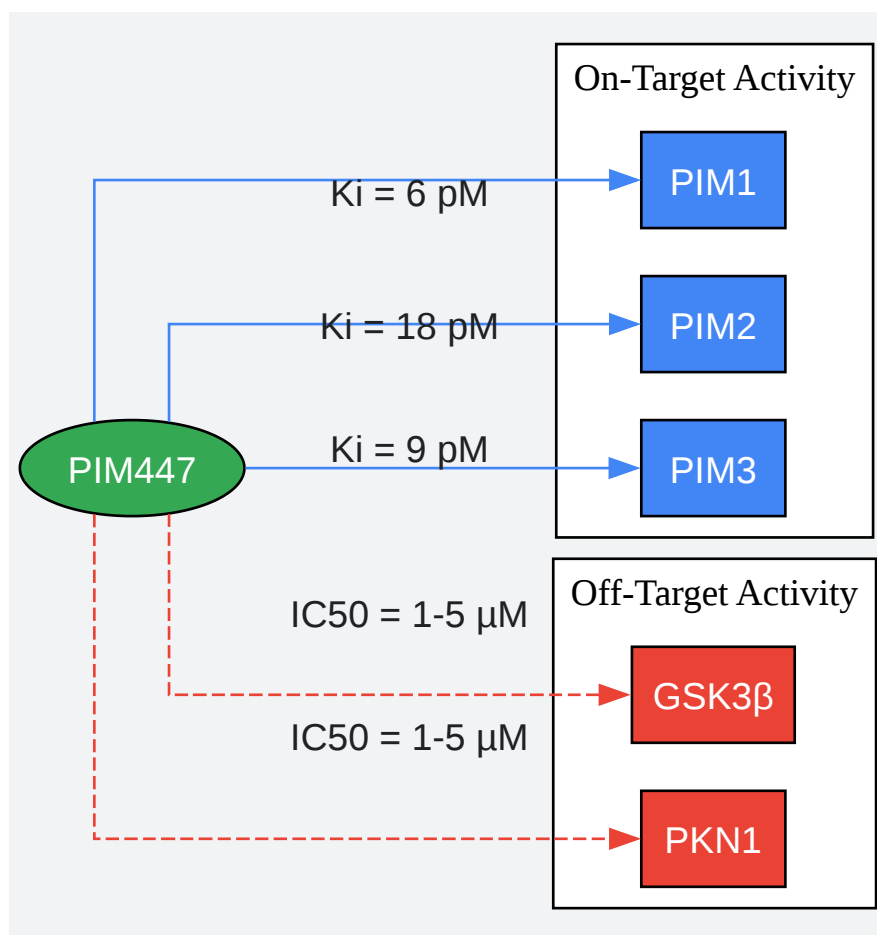 On-Target Activity
Ki = 6 pM
PIM1
Ki = 18 pM
PIM2
Ki = 9 pM
PIM447
PIM3
Off-Target Activity
IC50 = 1-5 µM
GSK3β
IC50 = 1-5 µM
PKN1